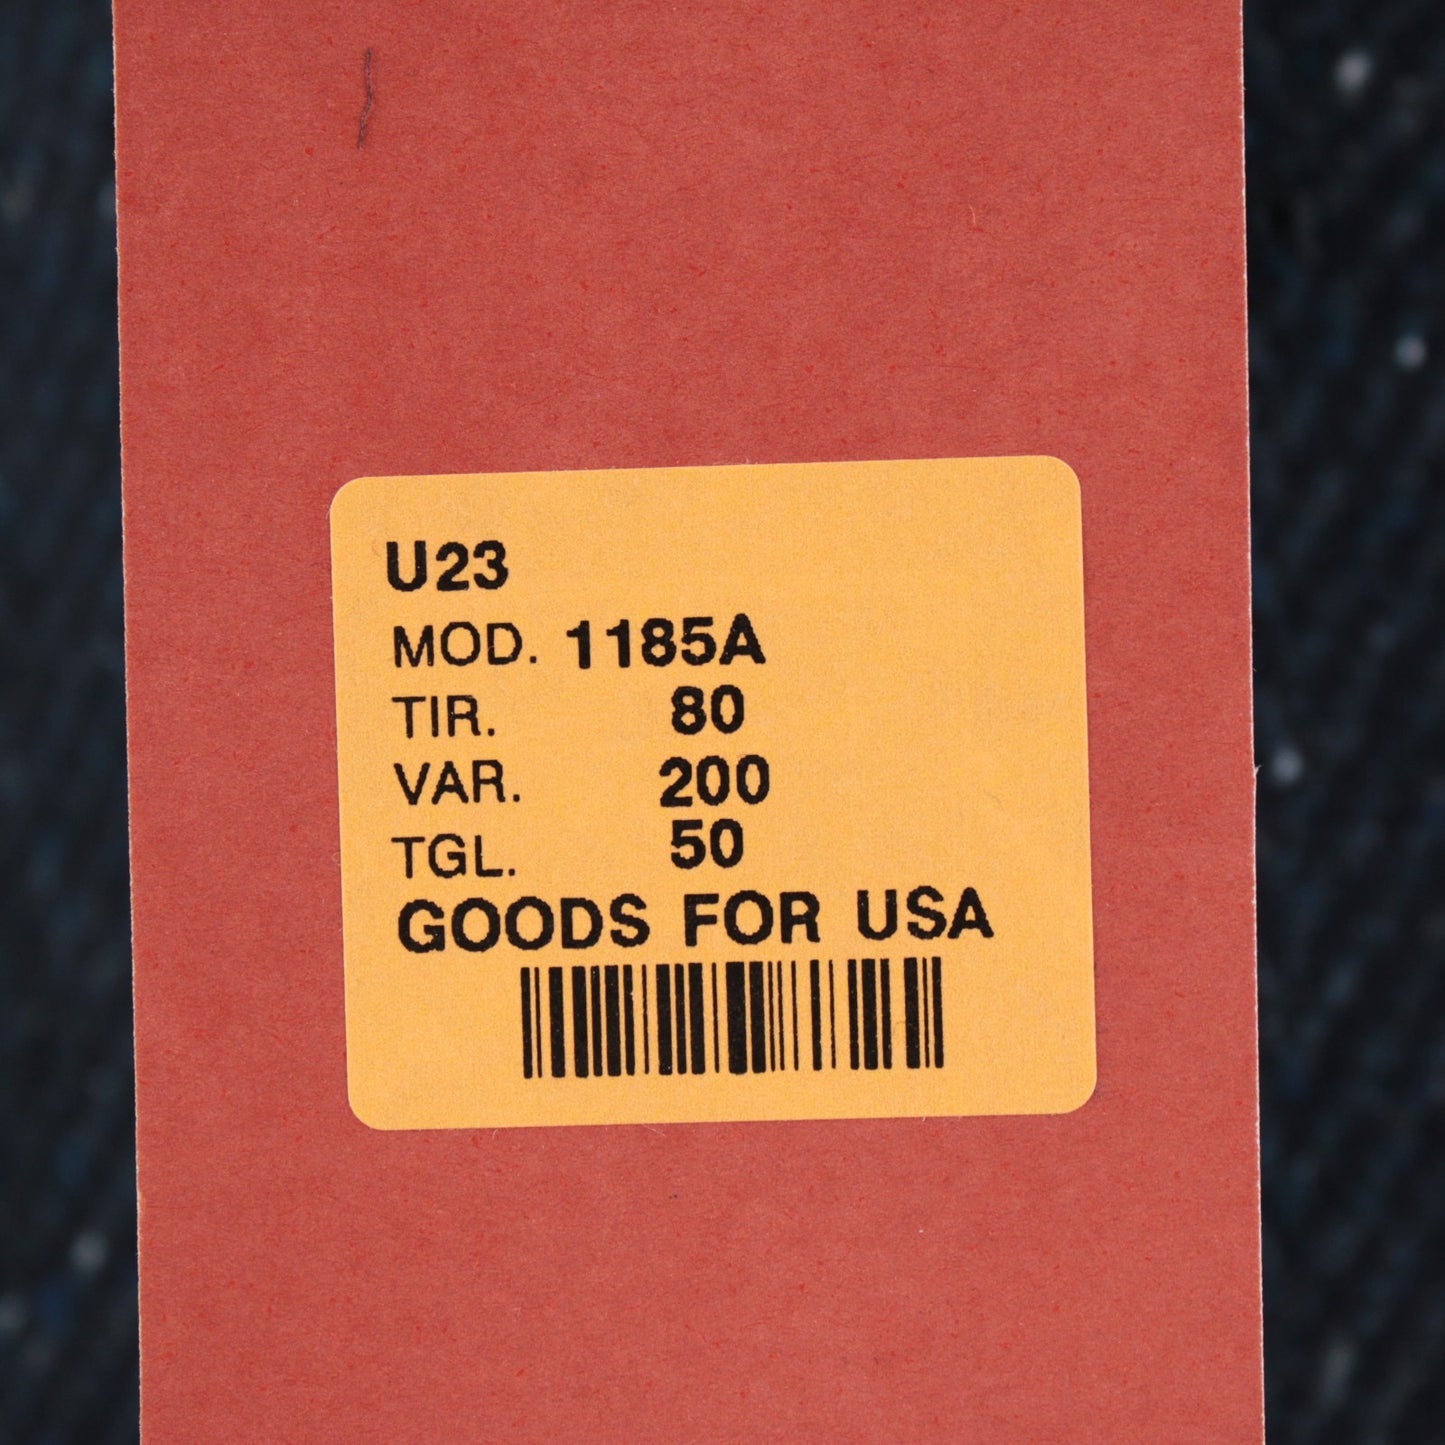 U23
MOD. 1185A
TIR. 80
VAR. 200
TGL. 50
GOODS FOR USA